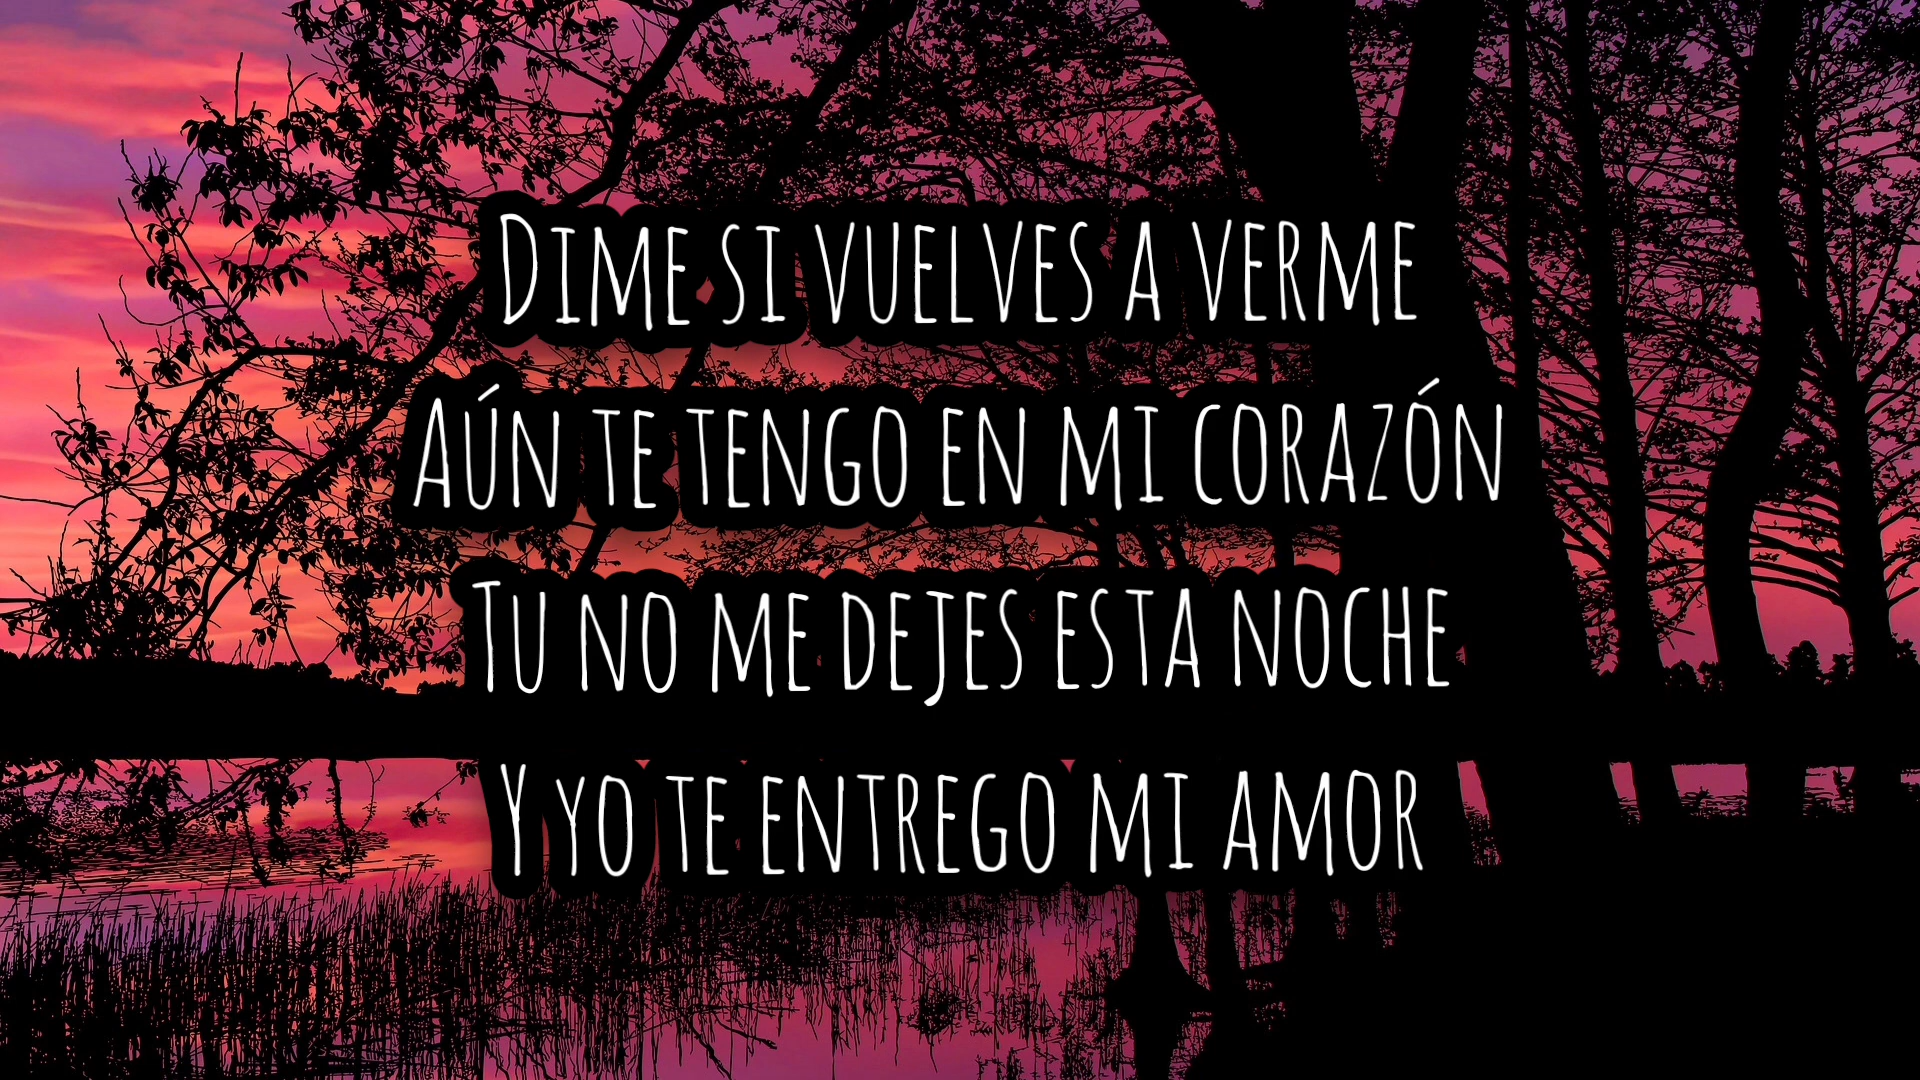 Dime si vuelves a verme
Aún te tengo en mi corazón
Tu no me dejes esta noche
Y yo te entrego mi amor